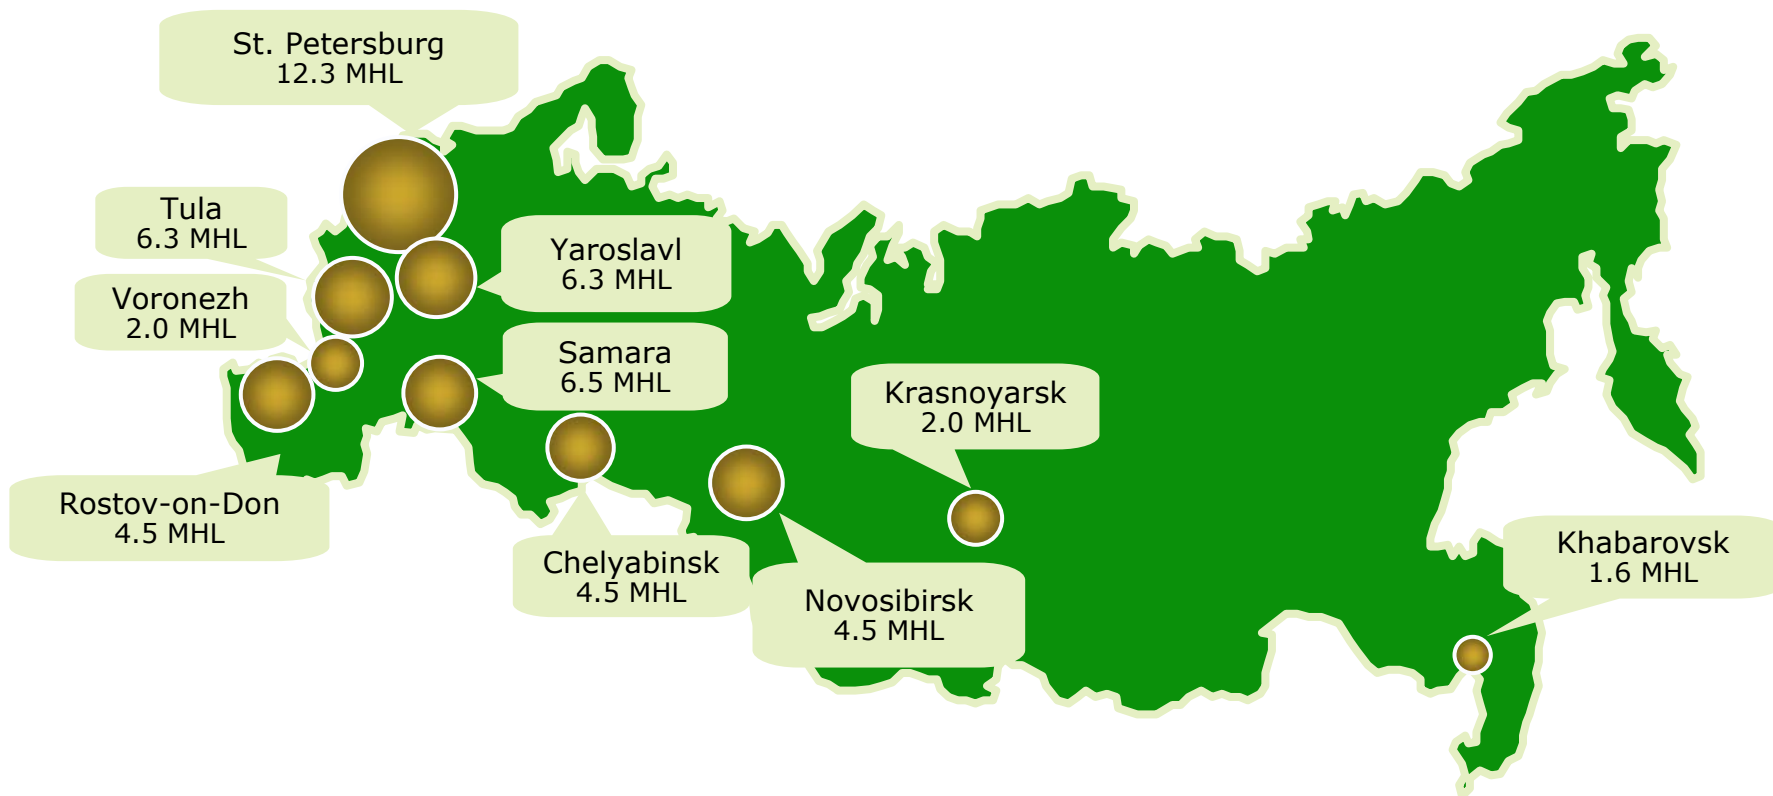 St. Petersburg
12.3 MHL
Tula
6.3 MHL
Yaroslavl
6.3 MHL
Voronezh
2.0 MHL
Samara
6.5 MHL
Krasnoyarsk
2.0 MHL
Rostov-on-Don
4.5 MHL
Chelyabinsk
4.5 MHL
Novosibirsk
4.5 MHL
Khabarovsk
1.6 MHL